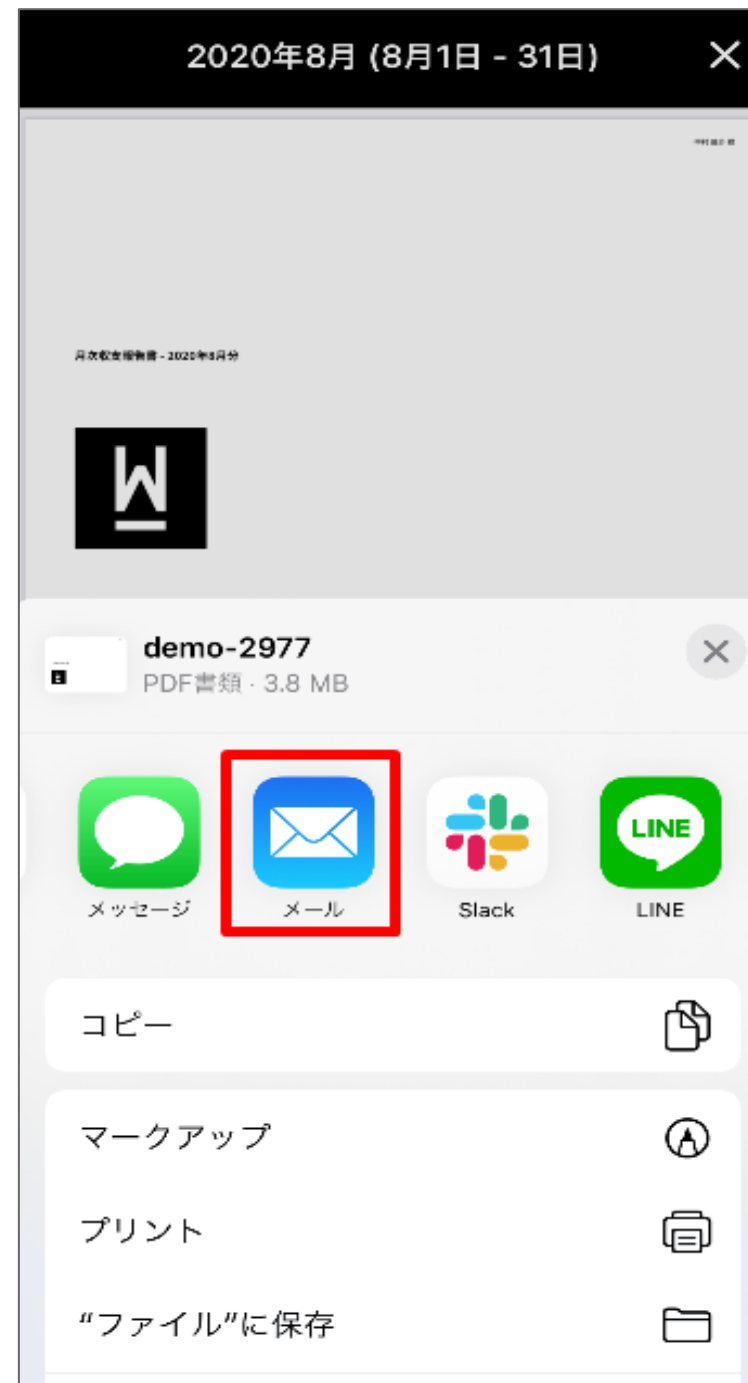 2020年8月 (8月1日 - 31日)
月次収支報告書 - 2020年8月分
W
demo-2977
PDF書類・3.8 MB
LINE
メッセージ
メール
Slack
LINE
コピー
マークアップ
プリント
“ファイル”に保存